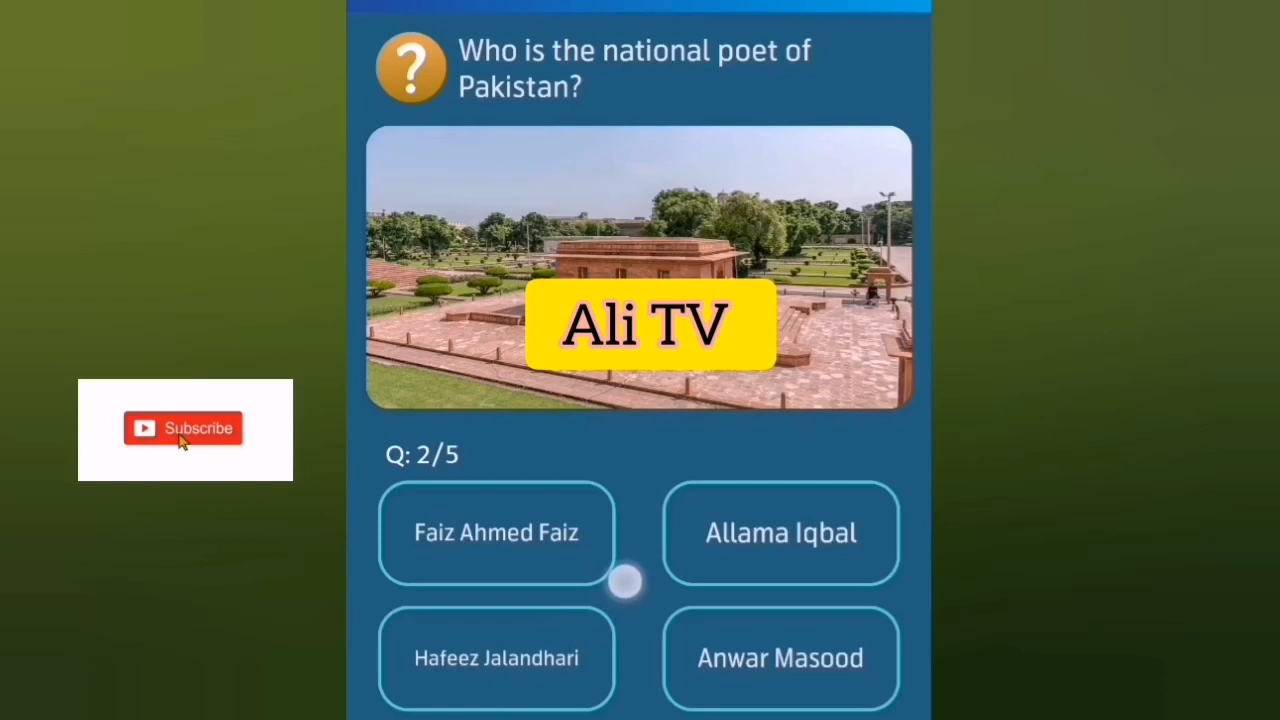 Who is the national poet of
Pakistan?
Ali TV
Subscribe
Q: 2/5
Faiz Ahmed Faiz
Allama Iqbal
Hafeez Jalandhari
Anwar Masood